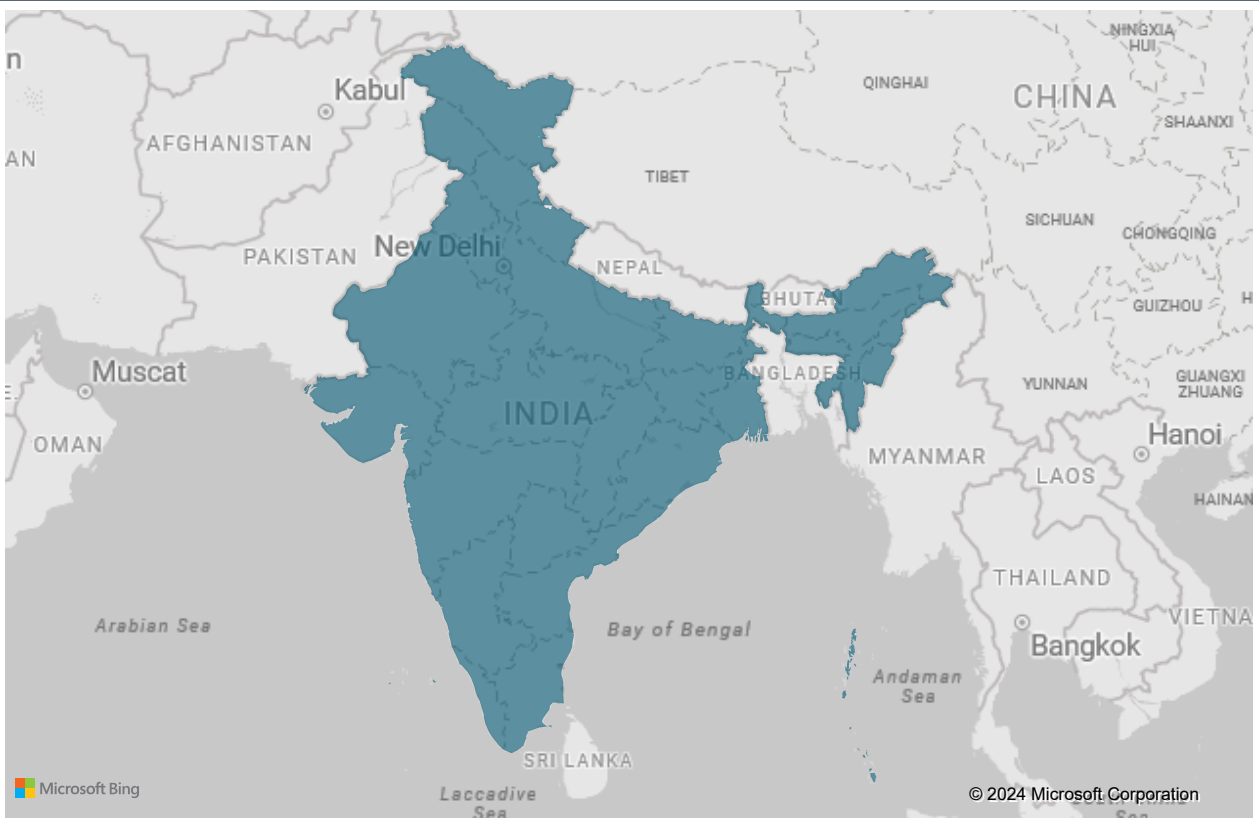 NINGXIA
HUI
n
Kabul
QINGHAI
CHINA
SHAANXI
AFGHANISTAN
AN
TIBET
SICHUAN
CHONGQING
New Delhi
PAKISTAN
NEPAL
BHUTAN
GUIZHOU
H
Muscat
BANGLADESH
GUANGXI
ZHUANG
YUNNAN
E.
INDIA
OMAN
Hanoi
MYANMAR
LAOS
HAINAN
THAILAND
VIETNA
Arabian Sea
Bay of Bengal
Bangkok
Andaman
Sea
SRI LANKA
Microsoft Bing
Laccadive
Sea
© 2024 Microsoft Corporation